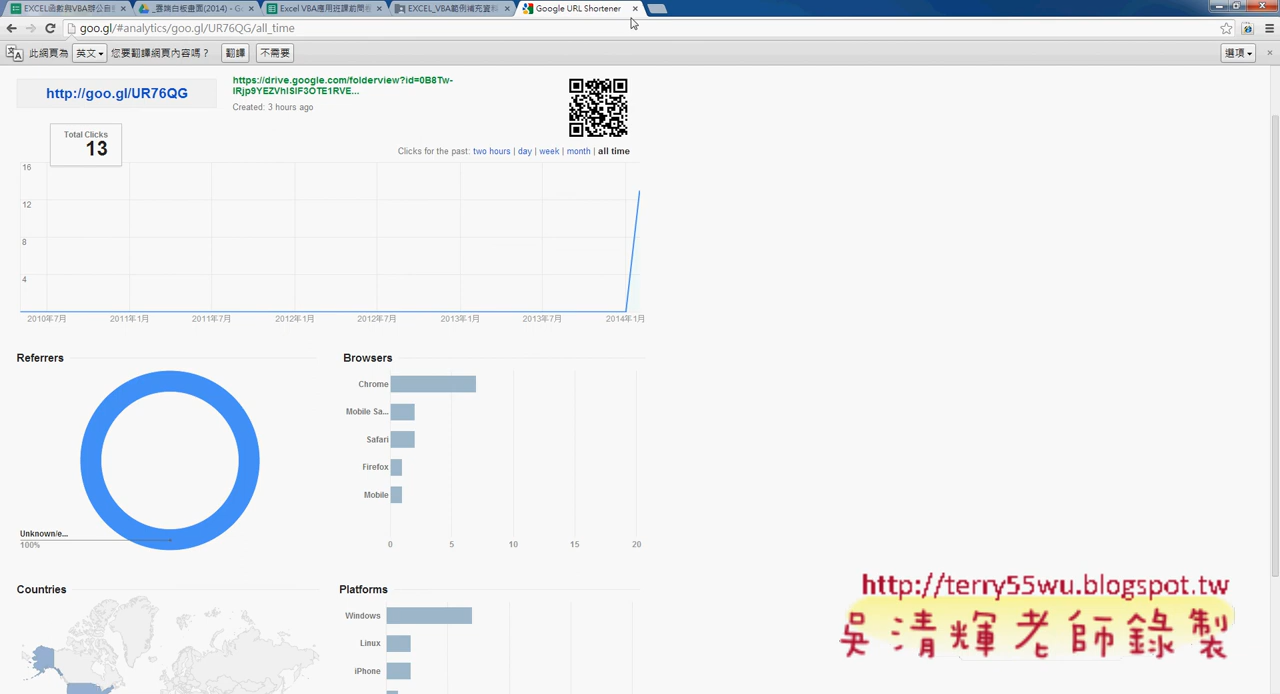 EXCEL函數與VBA辦公自動
_雲端白板畫面(2014) - G
Excel VBA應用班課前問
EXCEL_VBA範例補充資料
Google URL Shortener
goo.gl/#analytics/goo.gl/UR76QG/all_time
此網頁為 英文 您要翻譯網頁內容嗎？ 翻譯 不需要 選項
http://goo.gl/UR76QG
https://drive.google.com/folderview?id=0B8Tw-
Created: 3 hours ago
Total Clicks
13
Clicks for the past: two hours | day | week | month | all time
16
12
8
4
2010年7月 2011年1月 2011年7月 2012年1月 2012年7月 2013年1月 2013年7月 2014年1月
Referrers
Unknown/e...
100%
Browsers
Chrome
Mobile Sa...
Safari
Firefox
Mobile
0 5 10 15 20
Countries
Platforms
Windows
Linux
iPhone
http://terry55wu.blogspot.tw
吳清輝老師錄製